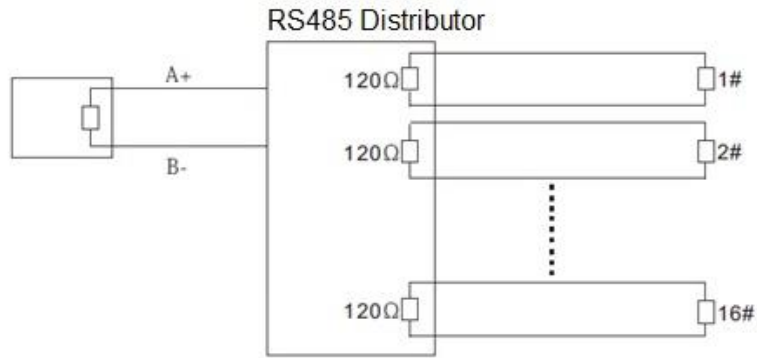 RS485 Distributor
A+
120Ω 1#
B-
120Ω 2#
120Ω 16#